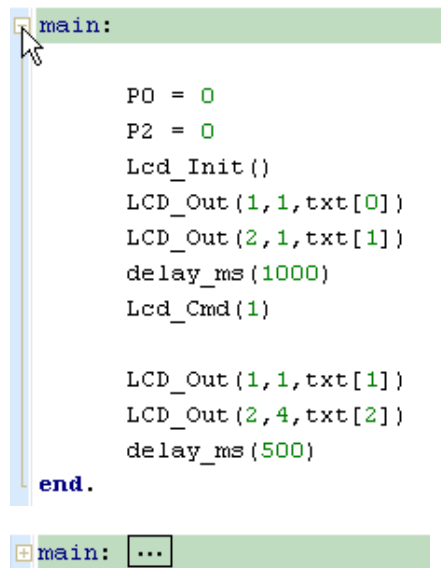 main:
P0 = 0
P2 = 0
Lcd_Init()
LCD_Out(1,1,txt[0])
LCD_Out(2,1,txt[1])
delay_ms(1000)
Lcd_Cmd(1)
LCD_Out(1,1,txt[1])
LCD_Out(2,4,txt[2])
delay_ms(500)
end.
main: ...